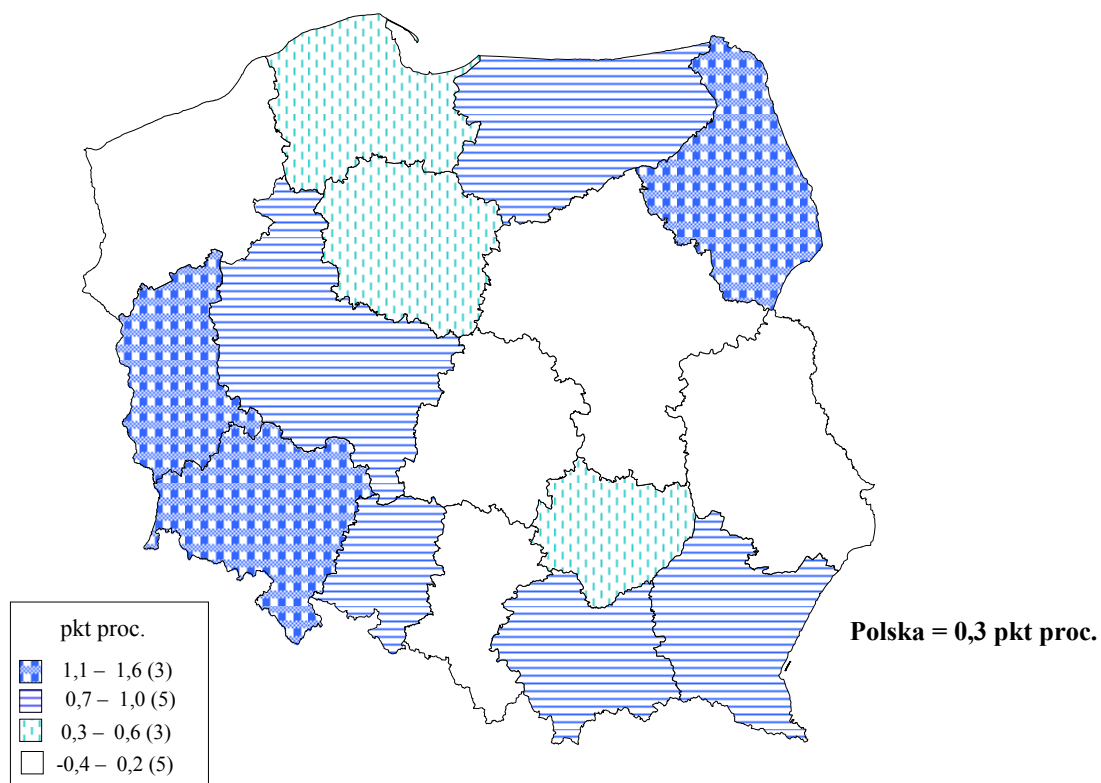 pkt proc.
1,1 – 1,6 (3)
0,7 – 1,0 (5)
0,3 – 0,6 (3)
-0,4 – 0,2 (5)
Polska = 0,3 pkt proc.